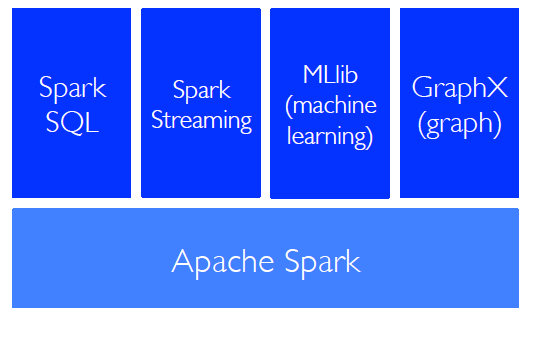 Spark
SQL
Spark
Streaming
MLlib
(machine
learning)
GraphX
(graph)
Apache Spark